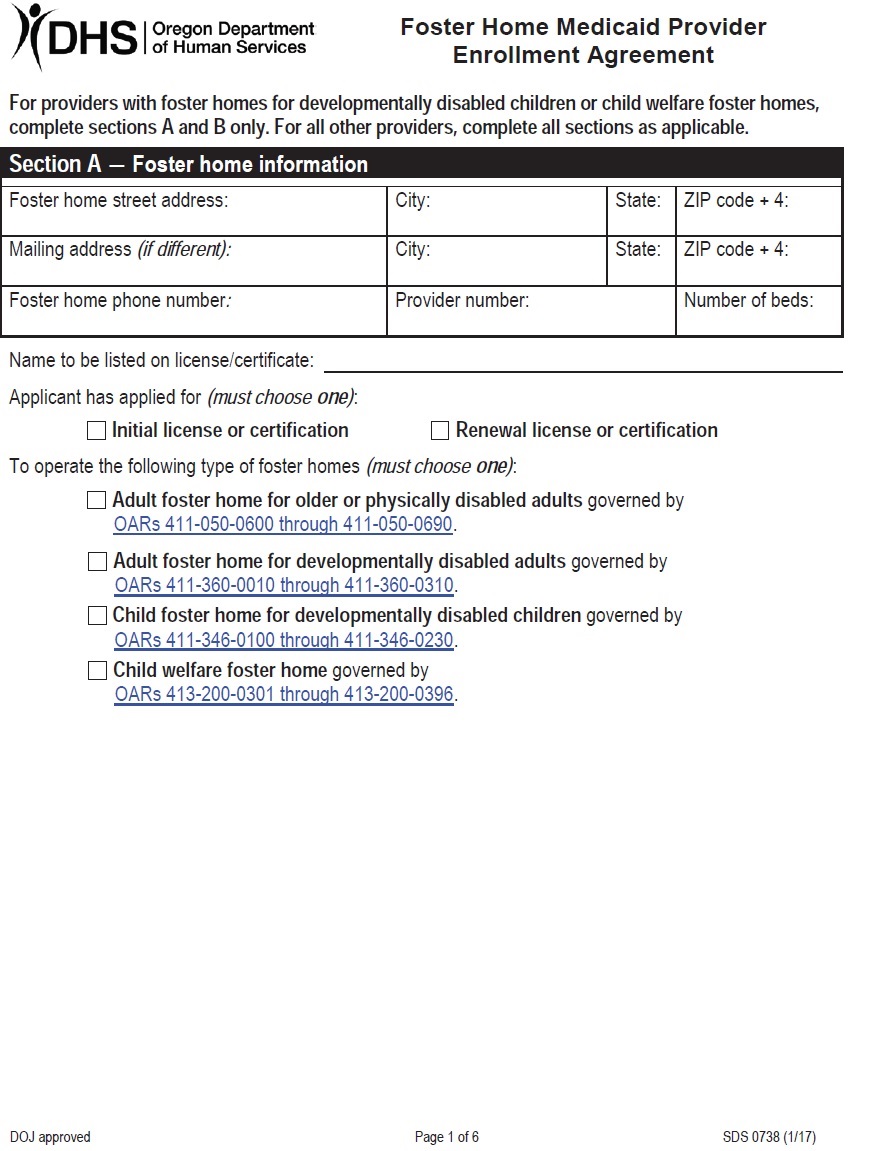 DHS Oregon Department of Human Services
Foster Home Medicaid Provider
Enrollment Agreement
For providers with foster homes for developmentally disabled children or child welfare foster homes,
complete sections A and B only. For all other providers, complete all sections as applicable.
Section A — Foster home information
Foster home street address: City: State: ZIP code + 4:
Mailing address (if different): City: State: ZIP code + 4:
Foster home phone number: Provider number: Number of beds:
Name to be listed on license/certificate:
Applicant has applied for (must choose one):
Initial license or certification Renewal license or certification
To operate the following type of foster homes (must choose one):
Adult foster home for older or physically disabled adults governed by
OARs 411-050-0600 through 411-050-0690.
Adult foster home for developmentally disabled adults governed by
OARs 411-360-0010 through 411-360-0310.
Child foster home for developmentally disabled children governed by
OARs 411-346-0100 through 411-346-0230.
Child welfare foster home governed by
OARs 413-200-0301 through 413-200-0396.
DOJ approved Page 1 of 6 SDS 0738 (1/17)